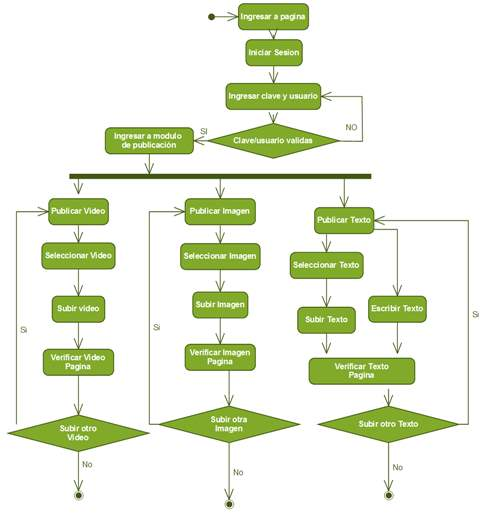 Ingresar a pagina
Iniciar Sesion
Ingresar clave y usuario
NO
SI
Ingresar a modulo
de publicación
Clave/usuario validas
Publicar Video
Publicar Imagen
Publicar Texto
Seleccionar Video
Seleccionar Imagen
Seleccionar Texto
Subir video
Subir Imagen
Subir Texto
Escribir Texto
Si
Si
Si
Verificar Video
Pagina
Verificar Imagen
Pagina
Verificar Texto
Pagina
Subir otro
Video
Subir otra
Imagen
Subir otro Texto
No
No
No